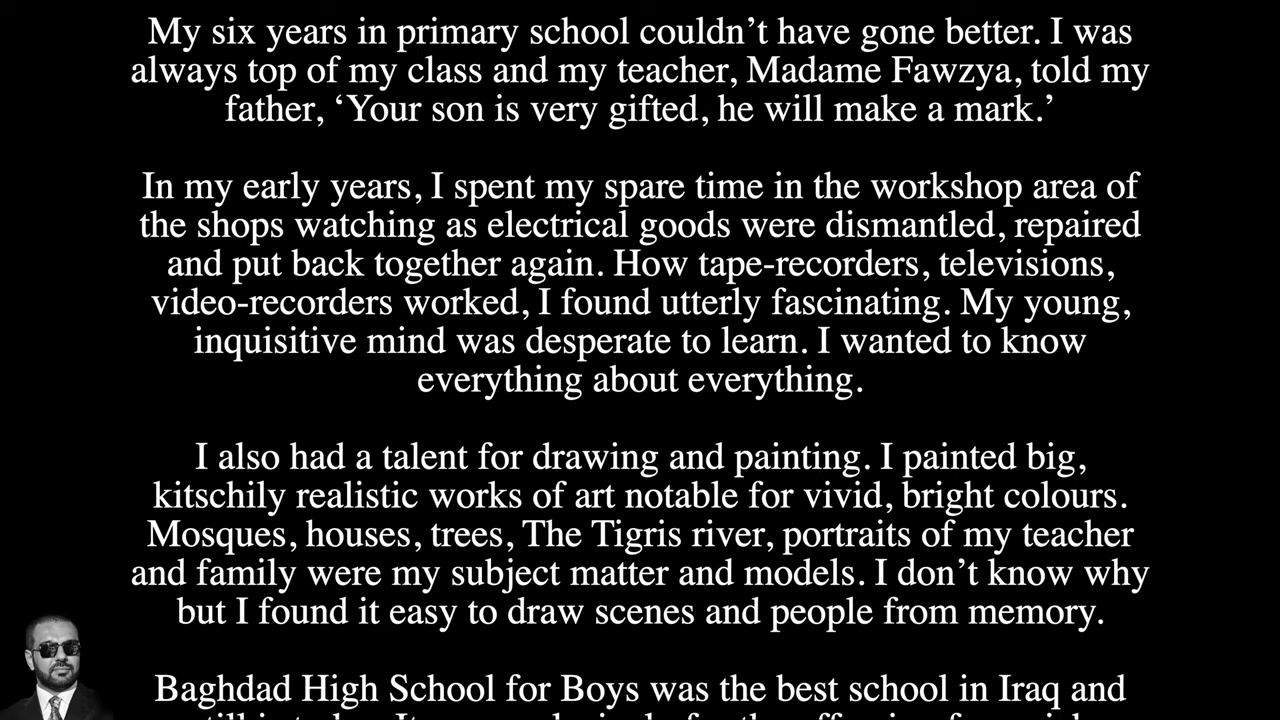 My six years in primary school couldn’t have gone better. I was
always top of my class and my teacher, Madame Fawzya, told my
father, ‘Your son is very gifted, he will make a mark.’
In my early years, I spent my spare time in the workshop area of
the shops watching as electrical goods were dismantled, repaired
and put back together again. How tape-recorders, televisions,
video-recorders worked, I found utterly fascinating. My young,
inquisitive mind was desperate to learn. I wanted to know
everything about everything.
I also had a talent for drawing and painting. I painted big,
kitschily realistic works of art notable for vivid, bright colours.
Mosques, houses, trees, The Tigris river, portraits of my teacher
and family were my subject matter and models. I don’t know why
but I found it easy to draw scenes and people from memory.
Baghdad High School for Boys was the best school in Iraq and